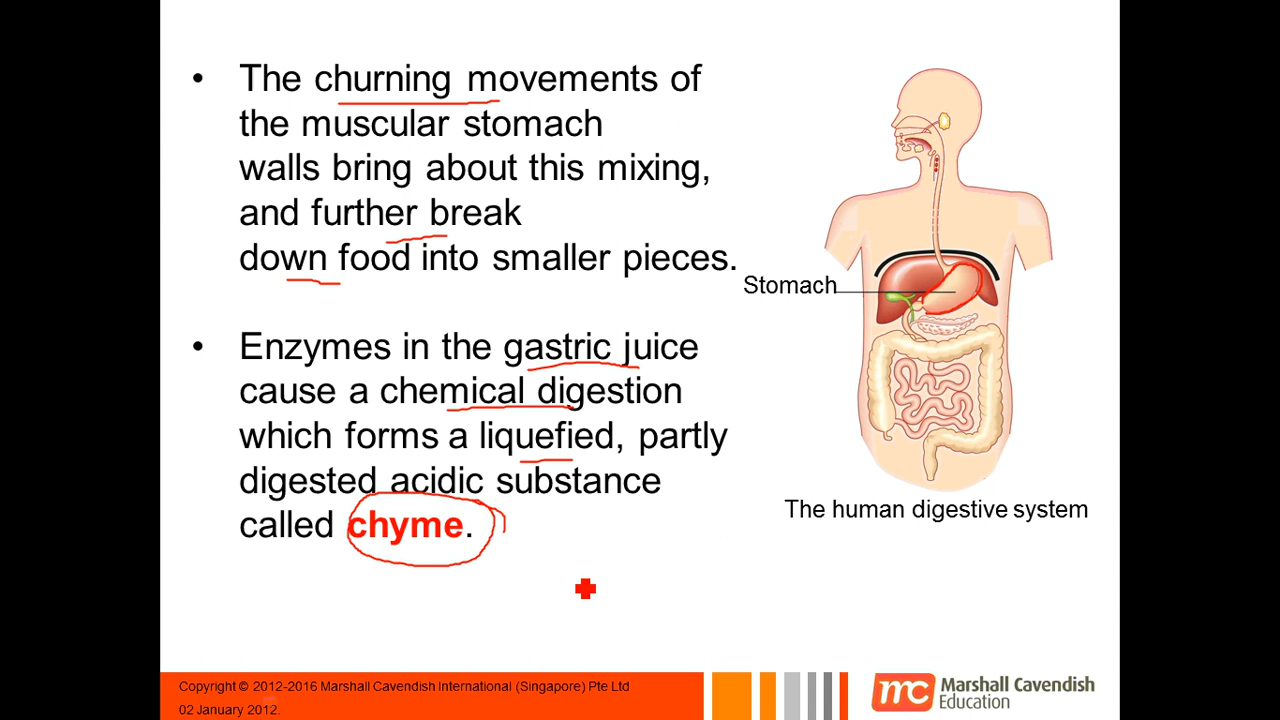 • The churning movements of
the muscular stomach
walls bring about this mixing,
and further break
down food into smaller pieces.
• Enzymes in the gastric juice
cause a chemical digestion
which forms a liquefied, partly
digested acidic substance
called chyme.
Stomach
The human digestive system
Copyright © 2012-2016 Marshall Cavendish International (Singapore) Pte Ltd
02 January 2012.
mc
Marshall Cavendish
Education